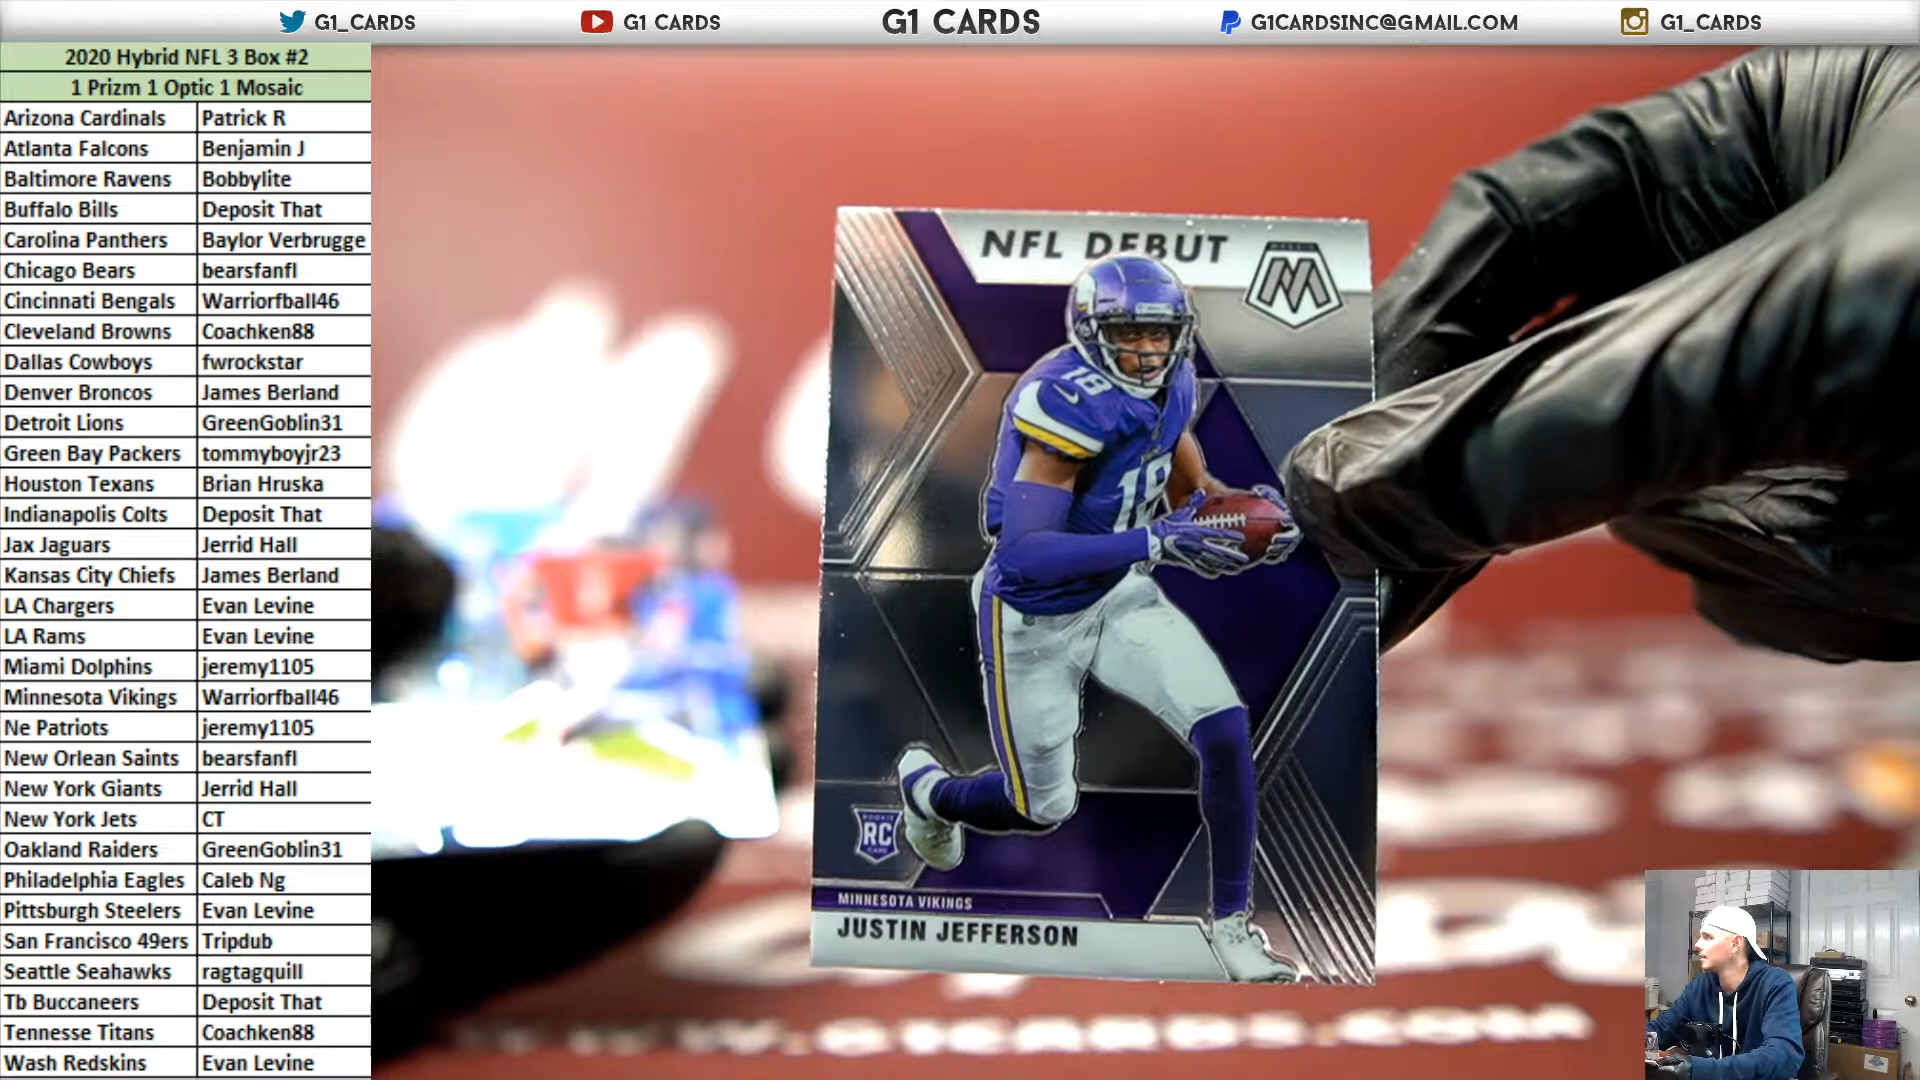 G1_CARDS G1 CARDS G1 CARDS G1CARDSINC@GMAIL.COM G1_CARDS
2020 Hybrid NFL 3 Box #2
1 Prizm 1 Optic 1 Mosaic
Arizona Cardinals Patrick R
Atlanta Falcons Benjamin J
Baltimore Ravens Bobbylite
Buffalo Bills Deposit That
Carolina Panthers Baylor Verbrugge
Chicago Bears bearsfanfl
Cincinnati Bengals Warriorfball46
Cleveland Browns Coachken88
Dallas Cowboys fwrockstar
Denver Broncos James Berland
Detroit Lions GreenGoblin31
Green Bay Packers tommyboyjr23
Houston Texans Brian Hruska
Indianapolis Colts Deposit That
Jax Jaguars Jerrid Hall
Kansas City Chiefs James Berland
LA Chargers Evan Levine
LA Rams Evan Levine
Miami Dolphins jeremy1105
Minnesota Vikings Warriorfball46
Ne Patriots jeremy1105
New Orlean Saints bearsfanfl
New York Giants Jerrid Hall
New York Jets CT
Oakland Raiders GreenGoblin31
Philadelphia Eagles Caleb Ng
Pittsburgh Steelers Evan Levine
San Francisco 49ers Tripdub
Seattle Seahawks ragtagquill
Tb Buccaneers Deposit That
Tennesse Titans Coachken88
Wash Redskins Evan Levine
NFL DEBUT
MOSAIC
M
18
18
ROOKIE
RC
CARD
MINNESOTA VIKINGS
JUSTIN JEFFERSON